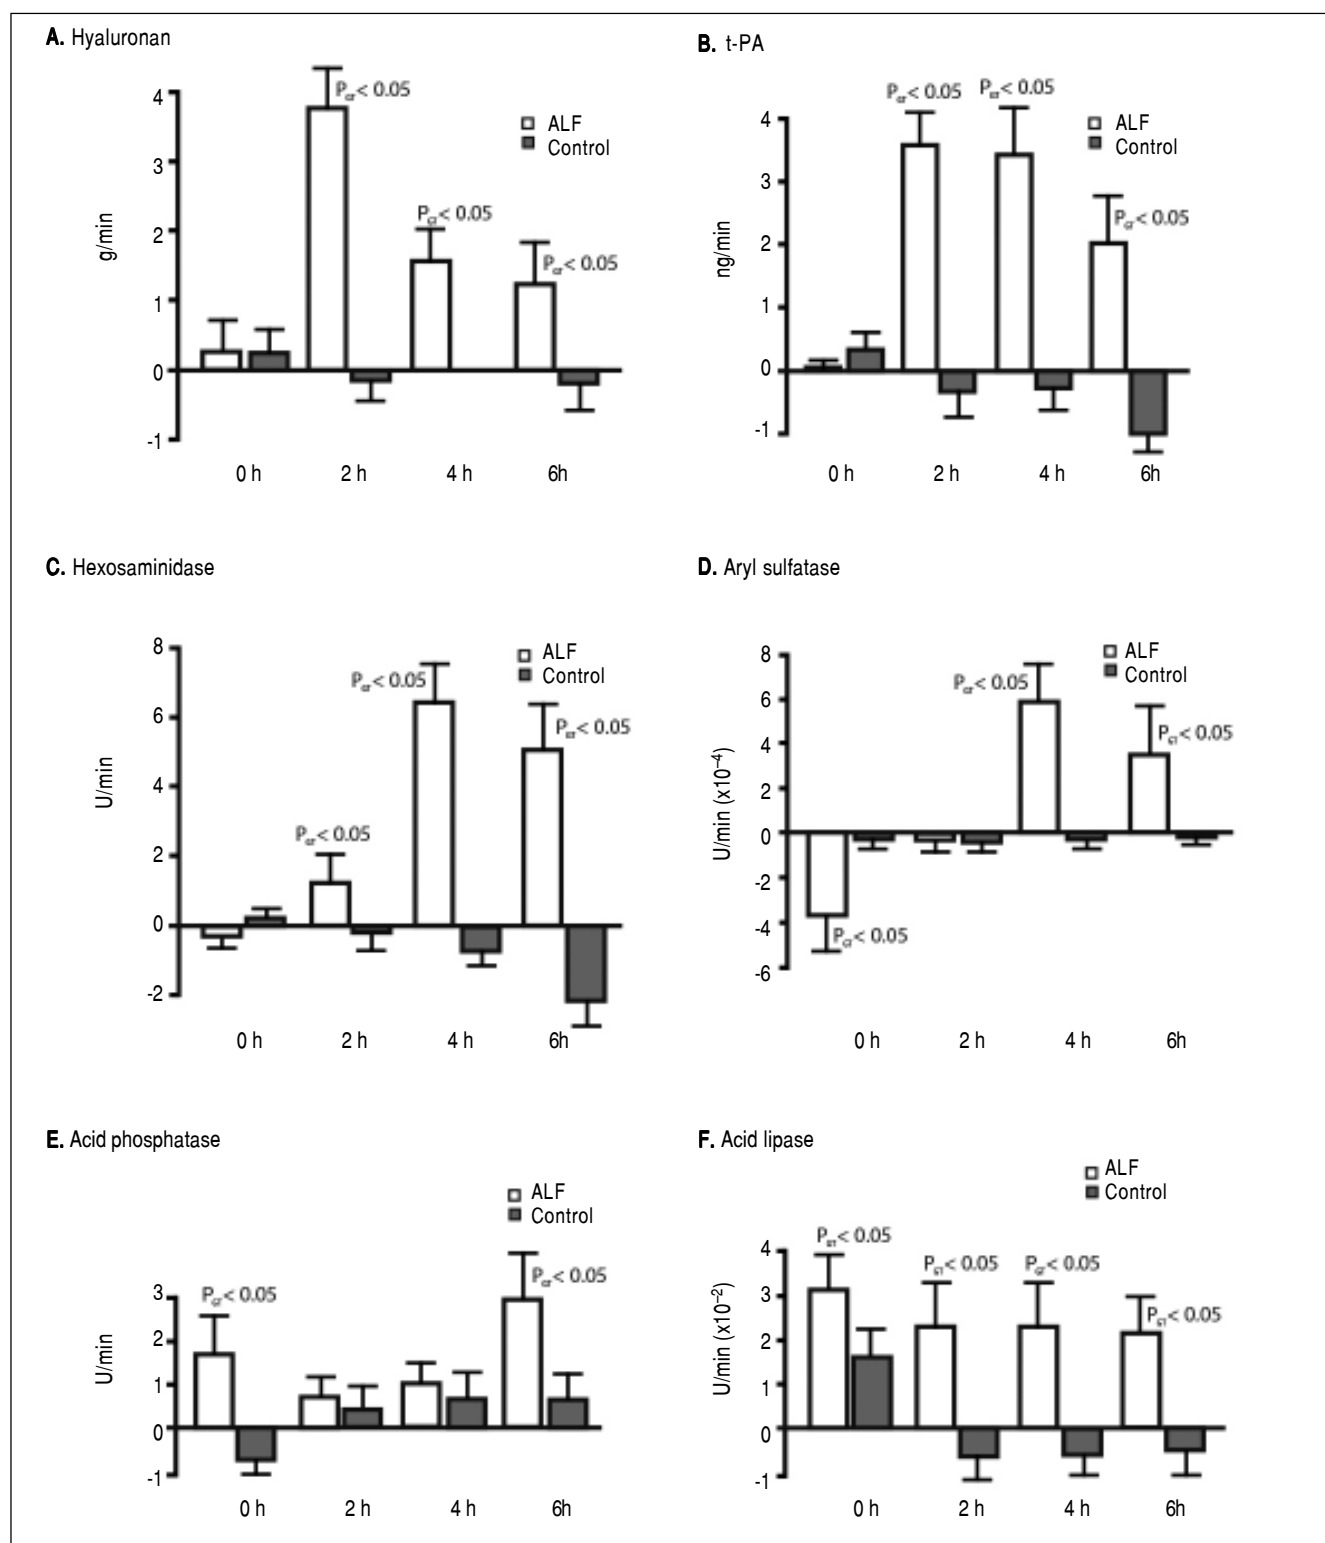 A. Hyaluronan
4
3
2
1
0
-1
g/min
P < 0.05
P < 0.05
P < 0.05
ALF
Control
0 h 2 h 4 h 6h
B. t-PA
4
3
2
1
0
-1
ng/min
P < 0.05
P < 0.05
P < 0.05
ALF
Control
0 h 2 h 4 h 6h
C. Hexosaminidase
8
6
4
2
0
-2
U/min
P < 0.05
P < 0.05
P < 0.05
ALF
Control
0 h 2 h 4 h 6h
D. Aryl sulfatase
8
6
4
2
0
-2
-4
-6
U/min (x10–4)
P < 0.05
P < 0.05
P < 0.05
ALF
Control
0 h 2 h 4 h 6h
E. Acid phosphatase
3
2
1
0
-1
U/min
P < 0.05
P < 0.05
ALF
Control
0 h 2 h 4 h 6h
F. Acid lipase
4
3
2
1
0
-1
U/min (x10–2)
P < 0.05
P < 0.05
P < 0.05
P < 0.05
ALF
Control
0 h 2 h 4 h 6h